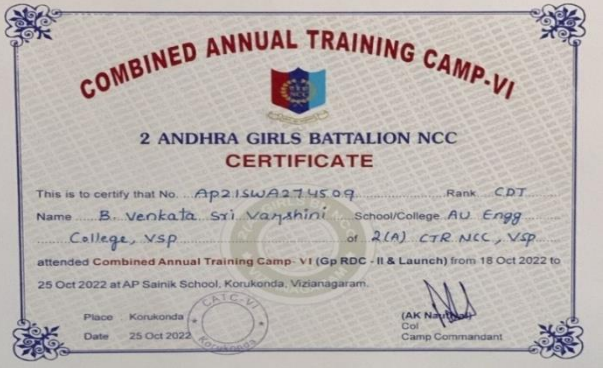 COMBINED ANNUAL TRAINING CAMP-VI
NCC
2 ANDHRA GIRLS BATTALION NCC
CERTIFICATE
This is to certify that No. AP21SWA274509 Rank CDT
Name B. Venkata Sri Varshini School/College AU Engg
College, VSP of 2(A) CTR NCC, VSP
attended Combined Annual Training Camp- VI (Gp RDC - II & Launch) from 18 Oct 2022 to
25 Oct 2022 at AP Sainik School, Korukonda, Vizianagaram.
Place Korukonda
Date 25 Oct 2022
CATC-VI
Korukonda
(AK
Col
Camp Commandant